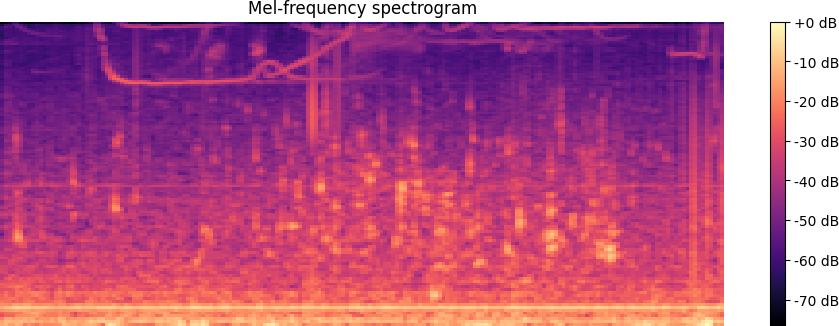 Mel-frequency spectrogram
+0 dB
-10 dB
-20 dB
-30 dB
-40 dB
-50 dB
-60 dB
-70 dB